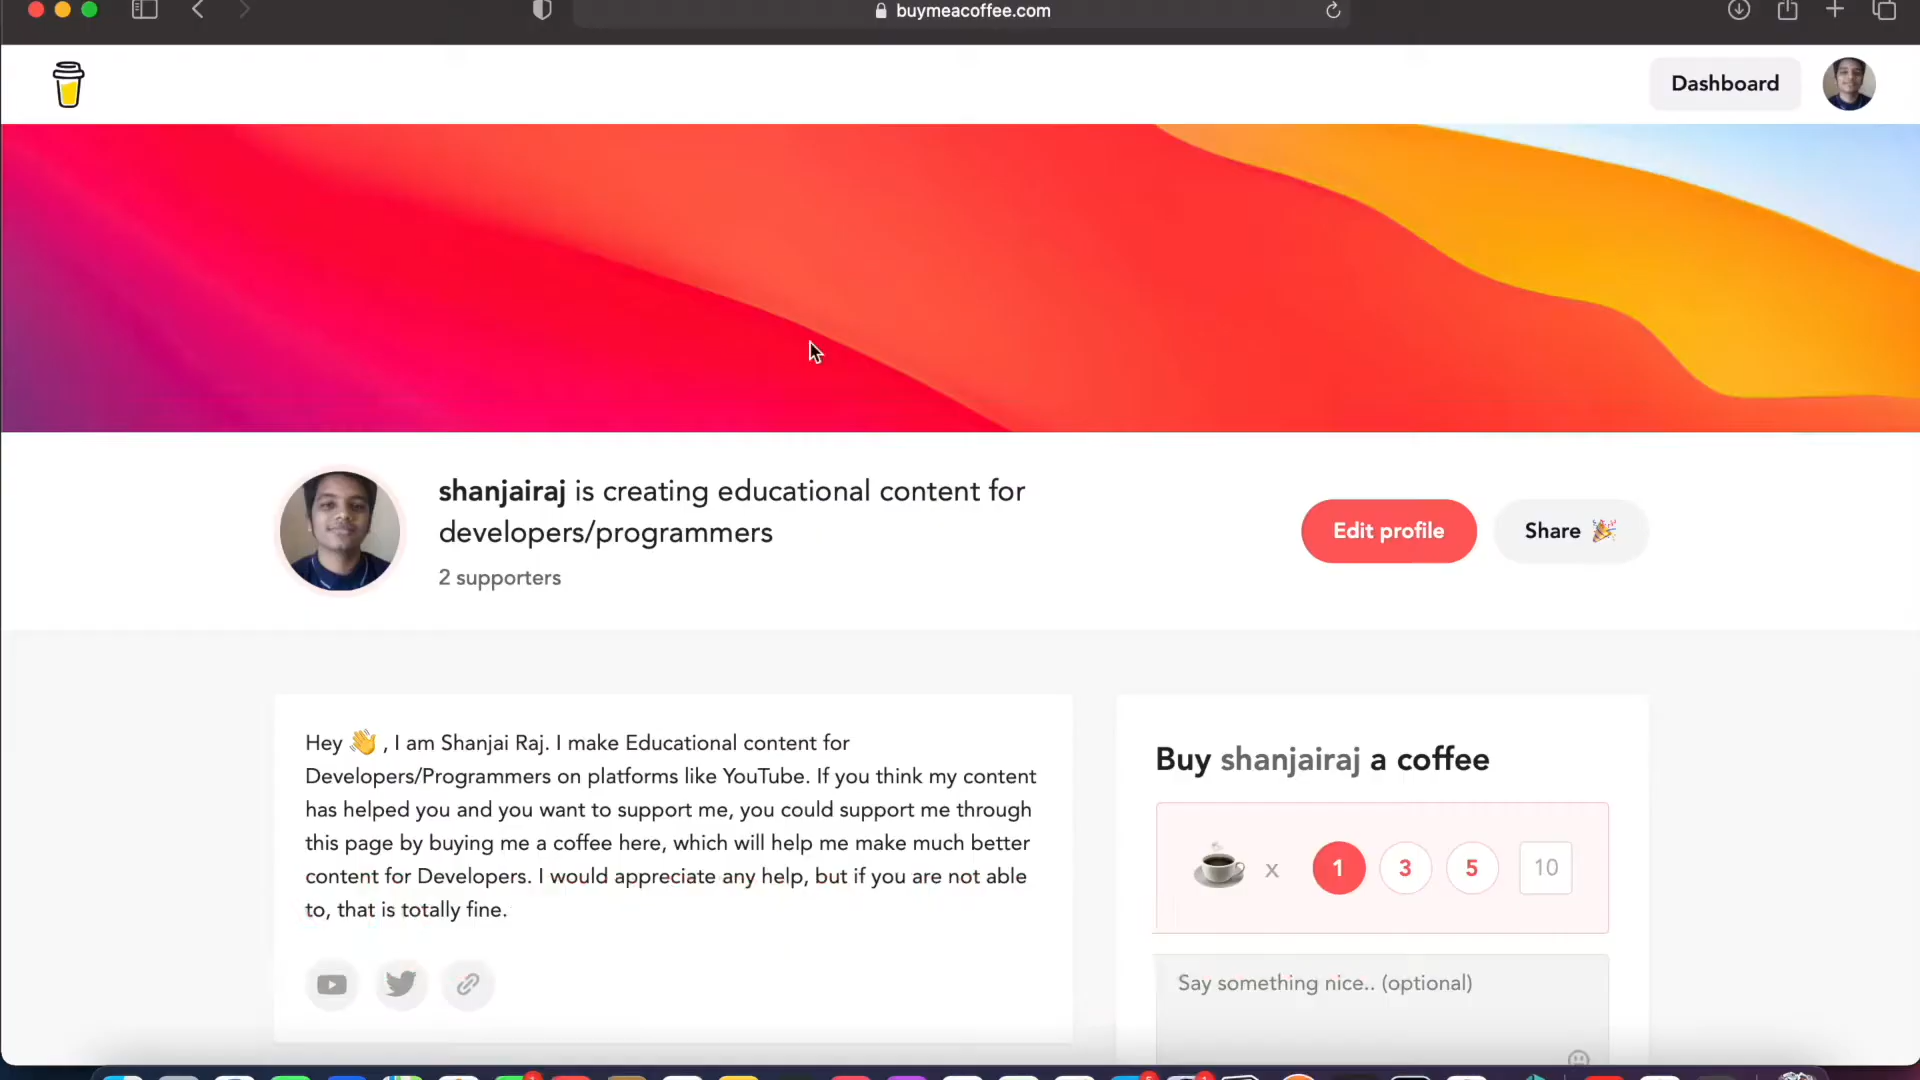 buymeacoffee.com
Dashboard
shanjairaj is creating educational content for
developers/programmers
2 supporters
Edit profile
Share 🎉
Hey 👋 , I am Shanjai Raj. I make Educational content for
Developers/Programmers on platforms like YouTube. If you think my content
has helped you and you want to support me, you could support me through
this page by buying me a coffee here, which will help me make much better
content for Developers. I would appreciate any help, but if you are not able
to, that is totally fine.
Buy shanjairaj a coffee
x 1 3 5 10
Say something nice.. (optional)